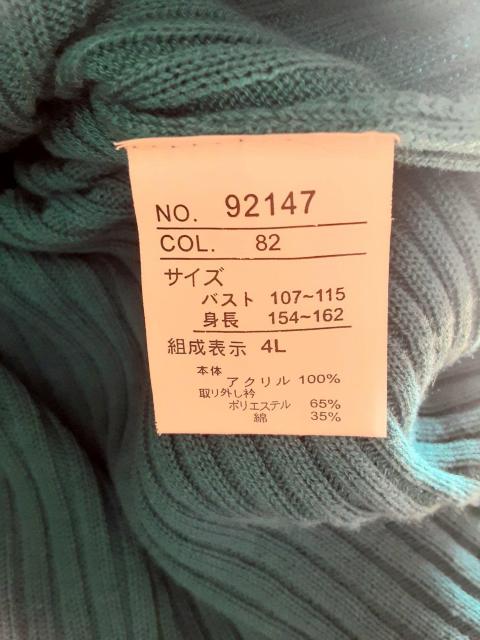 NO. 92147
COL. 82
サイズ
バスト 107~115
身長 154~162
組成表示 4L
本体
アクリル 100%
取り外し衿
ポリエステル 65%
綿 35%